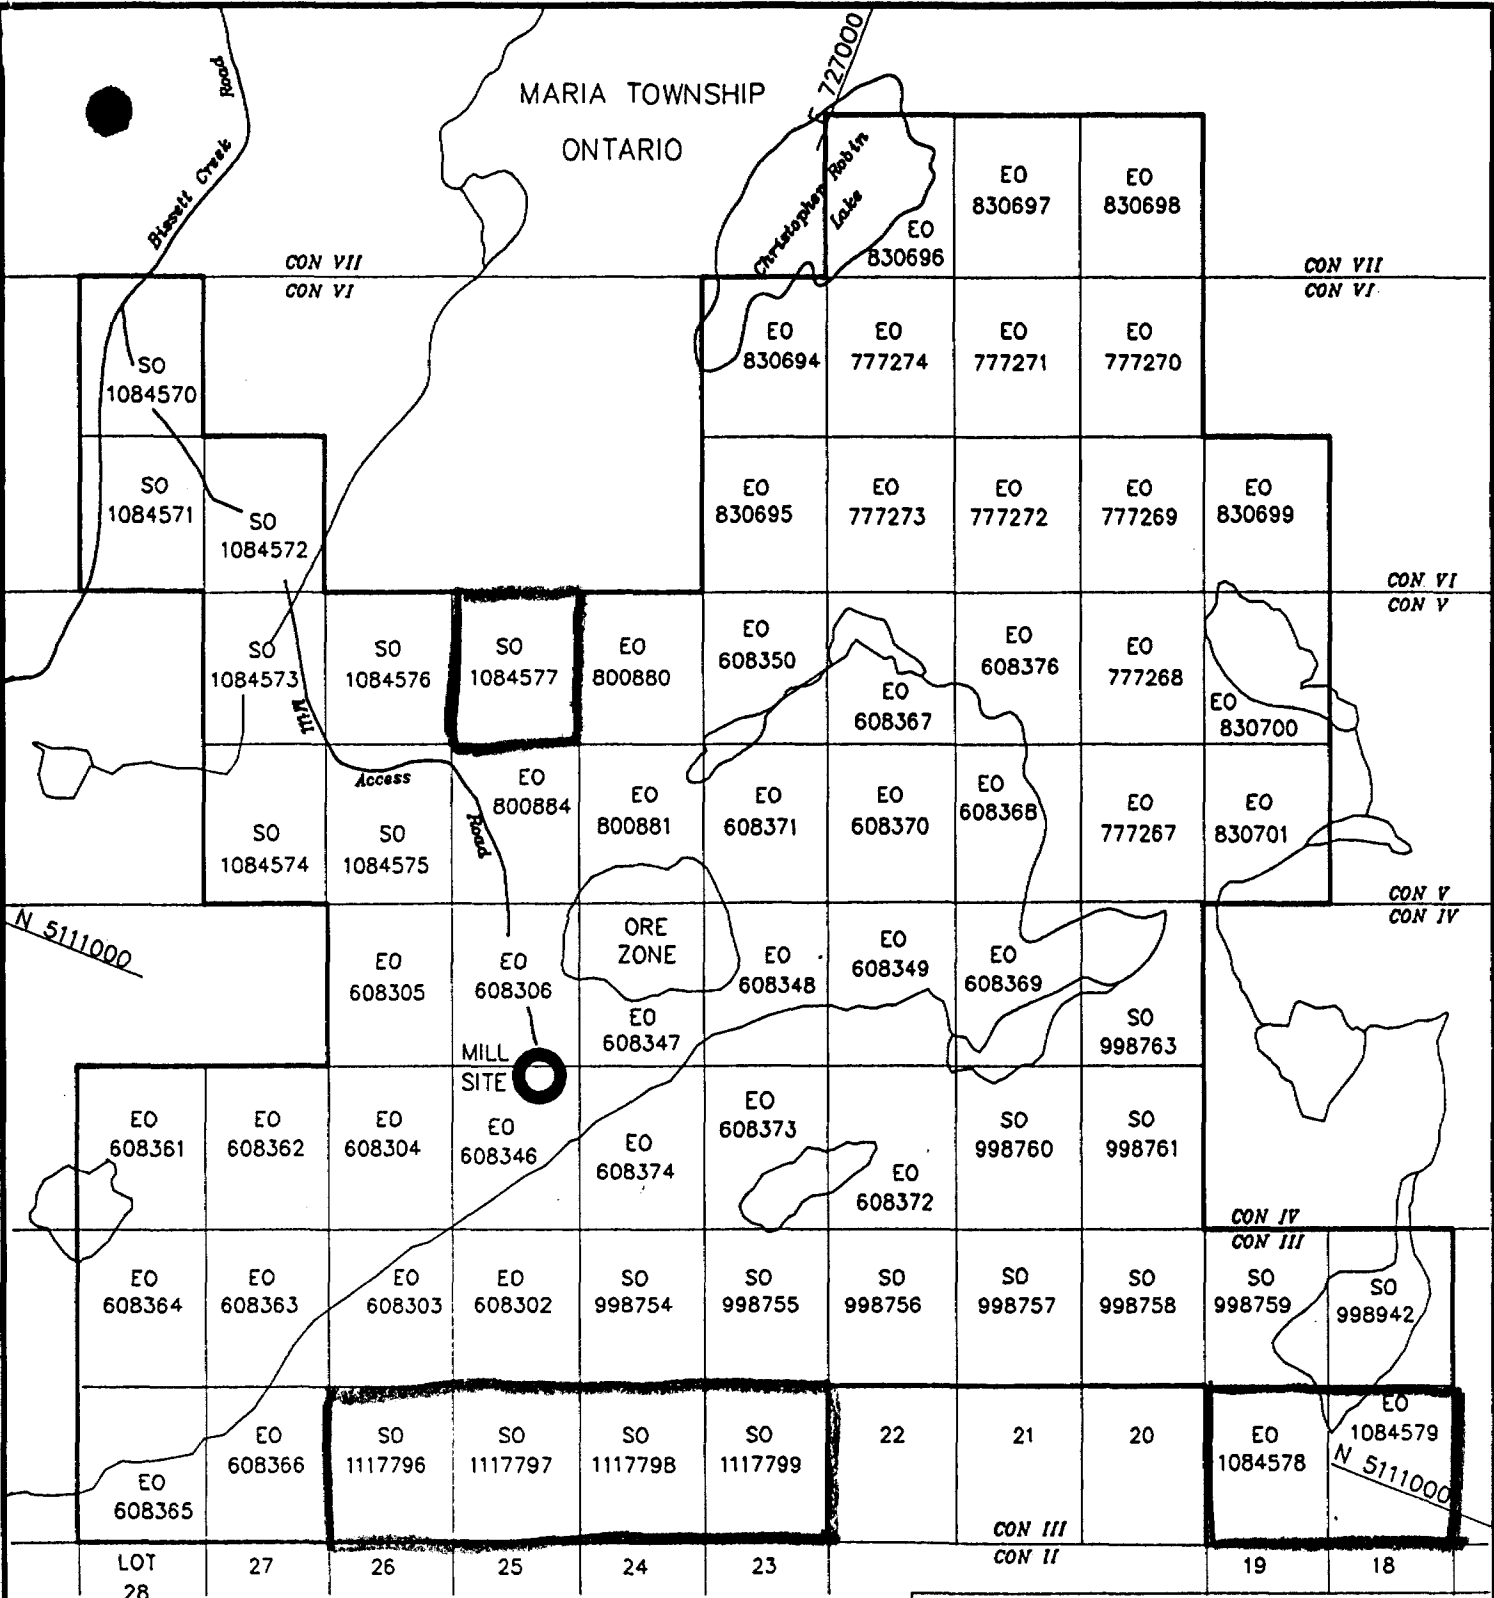 MARIA TOWNSHIP
ONTARIO
Bissett Creek Road
E 727000
Christopher Robin
Lake
EO
830697
EO
830698
EO
830696
CON VII
CON VI
CON VII
CON VI
SO
1084570
EO
830694
EO
777274
EO
777271
EO
777270
SO
1084571
SO
1084572
EO
830695
EO
777273
EO
777272
EO
777269
EO
830699
CON VI
CON V
SO
1084573
SO
1084576
SO
1084577
EO
800880
EO
608350
EO
608367
EO
608376
EO
777268
EO
830700
Mill
Access
Road
SO
1084574
SO
1084575
EO
800884
EO
800881
EO
608371
EO
608370
EO
608368
EO
777267
EO
830701
CON V
CON IV
N 5111000
EO
608305
EO
608306
ORE
ZONE
EO
608347
EO
608348
EO
608349
EO
608369
SO
998763
MILL
SITE
EO
608361
EO
608362
EO
608304
EO
608346
EO
608374
EO
608373
EO
608372
SO
998760
SO
998761
CON IV
CON III
EO
608364
EO
608363
EO
608303
EO
608302
SO
998754
SO
998755
SO
998756
SO
998757
SO
998758
SO
998759
SO
998942
EO
608365
EO
608366
SO
1117796
SO
1117797
SO
1117798
SO
1117799
22
21
20
EO
1084578
EO
1084579
N 5111000
CON III
CON II
LOT
28
27
26
25
24
23
19
18